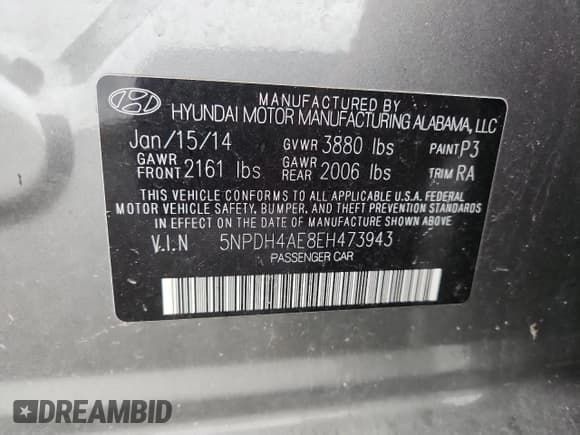 MANUFACTURED BY
HYUNDAI MOTOR MANUFACTURING ALABAMA, LLC
Jan/15/14 GVWR 3880 lbs PAINT P3
GAWR FRONT 2161 lbs GAWR REAR 2006 lbs TRIM RA
THIS VEHICLE CONFORMS TO ALL APPLICABLE U.S.A. FEDERAL
MOTOR VEHICLE SAFETY, BUMPER, AND THEFT PREVENTION STANDARDS
IN EFFECT ON THE DATE OF MANUFACTURE SHOWN ABOVE
V.I.N 5NPDH4AE8EH473943
PASSENGER CAR
DREAMBID